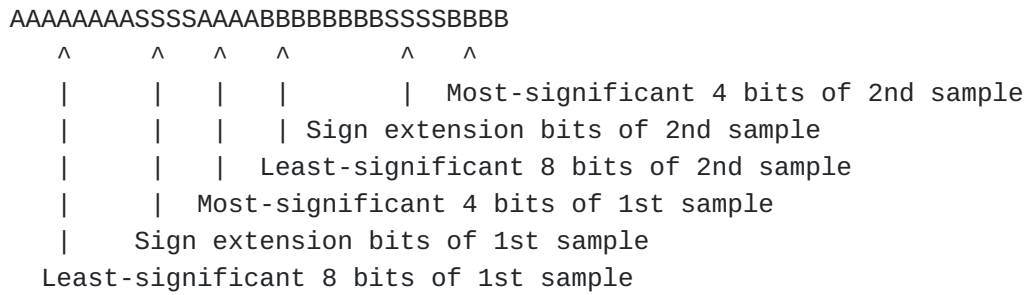 AAAAAAAASSSSAAAABBBBBBBBSSSSBBBB
^ ^ ^ ^ ^ ^
| | | | | Most-significant 4 bits of 2nd sample
| | | | Sign extension bits of 2nd sample
| | | Least-significant 8 bits of 2nd sample
| | Most-significant 4 bits of 1st sample
| Sign extension bits of 1st sample
Least-significant 8 bits of 1st sample